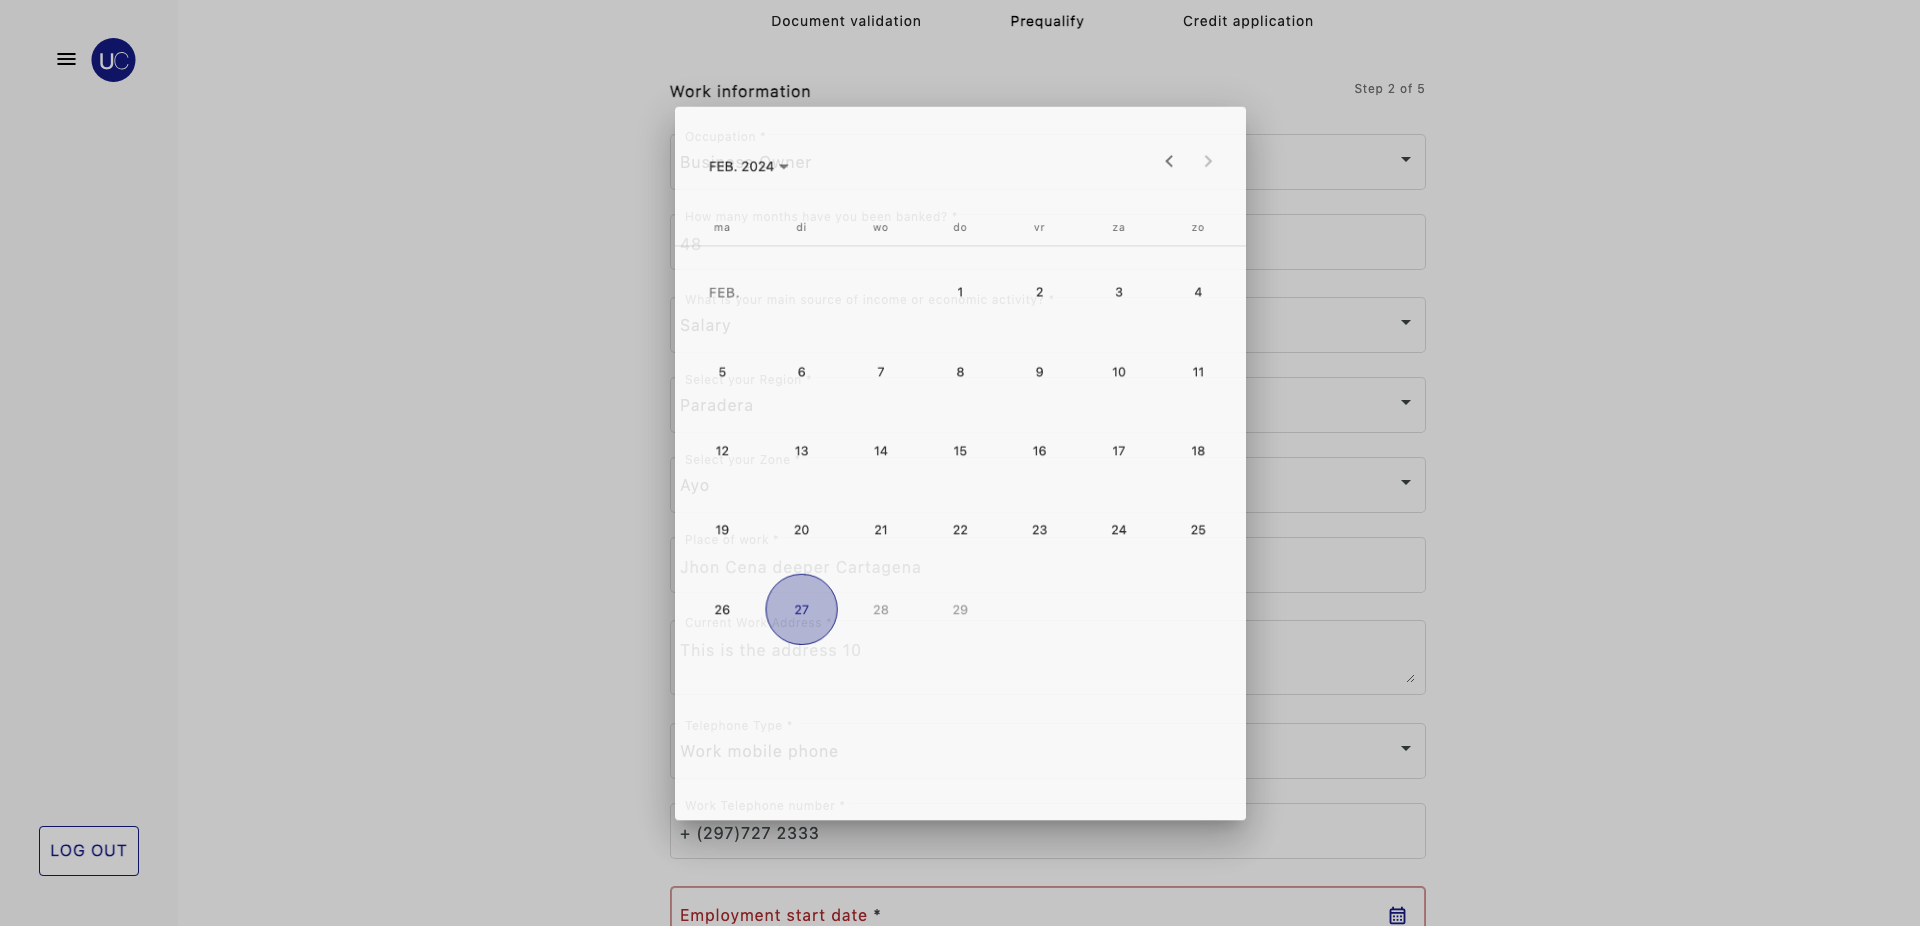 Document validation
Prequalify
Credit application
UC
Work information
Step 2 of 5
Occupation *
Business Owner
FEB. 2024
How many months have you been banked? *
ma di wo do vr za zo
48
FEB. 1 2 3 4
What is your main source of income or economic activity? *
Salary
5 6 7 8 9 10 11
Select your Region *
Paradera
12 13 14 15 16 17 18
Select your Zone *
Ayo
19 20 21 22 23 24 25
Place of work *
Jhon Cena deeper Cartagena
26 27 28 29
Current Work Address *
This is the address 10
Telephone Type *
Work mobile phone
Work Telephone number *
+ (297)727 2333
LOG OUT
Employment start date *